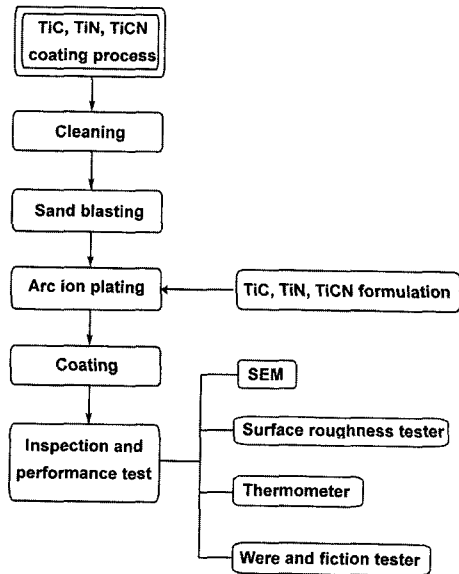 TiC, TiN, TiCN
coating process
Cleaning
Sand blasting
Arc ion plating
TiC, TiN, TiCN formulation
Coating
SEM
Inspection and
performance test
Surface roughness tester
Thermometer
Were and fiction tester